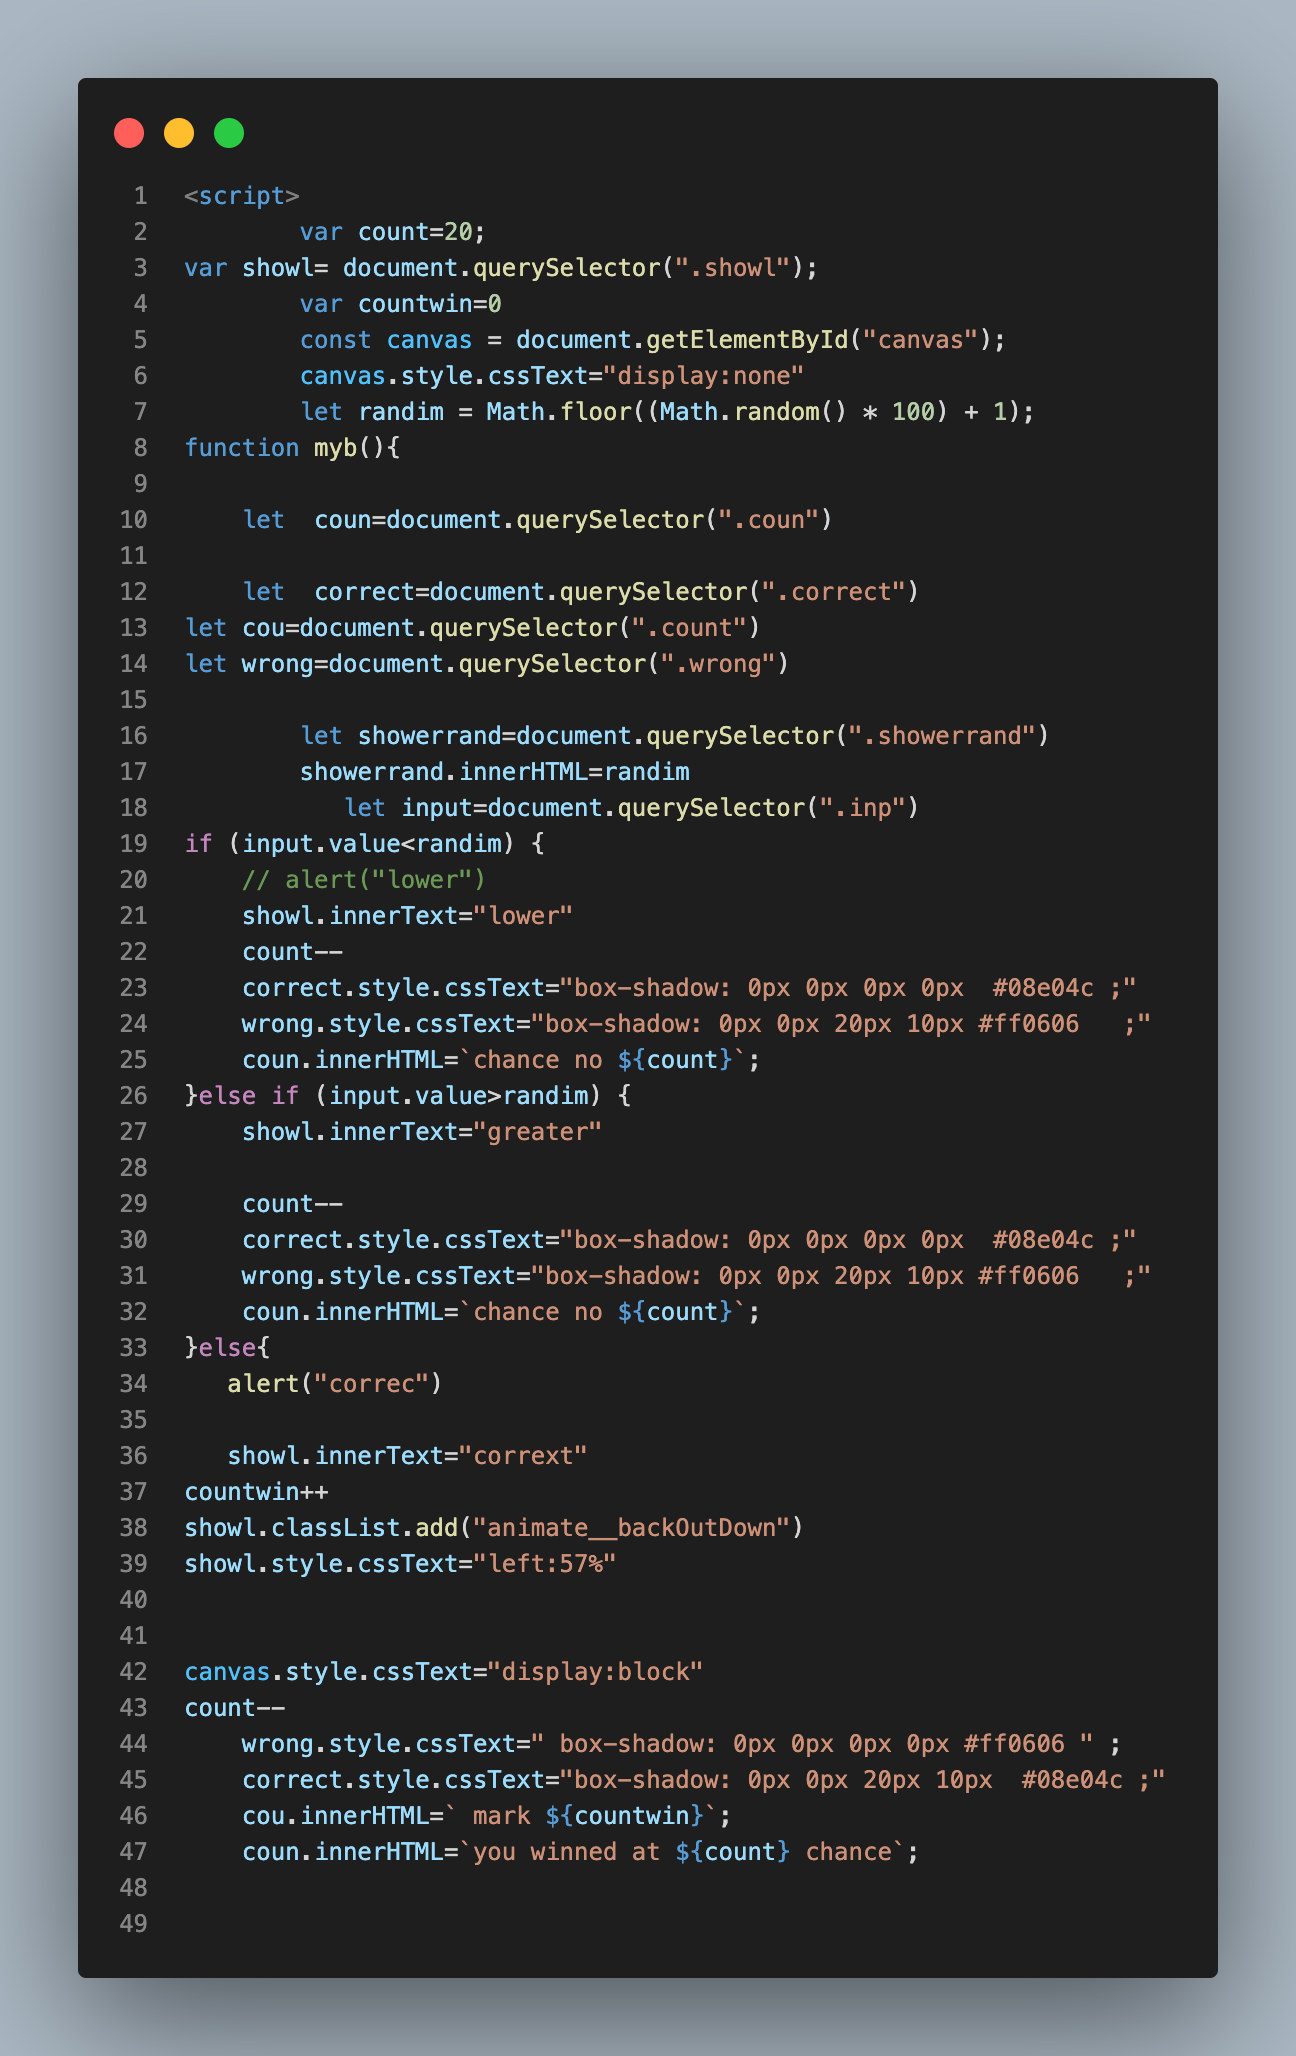 1 <script>
2         var count=20;
3 var showl= document.querySelector(".showl");
4         var countwin=0
5         const canvas = document.getElementById("canvas");
6         canvas.style.cssText="display:none"
7         let randim = Math.floor((Math.random() * 100) + 1);
8 function myb(){
9
10     let  coun=document.querySelector(".coun")
11
12     let  correct=document.querySelector(".correct")
13 let cou=document.querySelector(".count")
14 let wrong=document.querySelector(".wrong")
15
16         let showerrand=document.querySelector(".showerrand")
17         showerrand.innerHTML=randim
18            let input=document.querySelector(".inp")
19 if (input.value<randim) {
20     // alert("lower")
21     showl.innerText="lower"
22     count--
23     correct.style.cssText="box-shadow: 0px 0px 0px 0px  #08e04c ;"
24     wrong.style.cssText="box-shadow: 0px 0px 20px 10px #ff0606   ;"
25     coun.innerHTML=`chance no ${count}`;
26 }else if (input.value>randim) {
27     showl.innerText="greater"
28
29     count--
30     correct.style.cssText="box-shadow: 0px 0px 0px 0px  #08e04c ;"
31     wrong.style.cssText="box-shadow: 0px 0px 20px 10px #ff0606   ;"
32     coun.innerHTML=`chance no ${count}`;
33 }else{
34    alert("correc")
35
36    showl.innerText="corrext"
37 countwin++
38 showl.classList.add("animate__backOutDown")
39 showl.style.cssText="left:57%"
40
41
42 canvas.style.cssText="display:block"
43 count--
44     wrong.style.cssText=" box-shadow: 0px 0px 0px 0px #ff0606 " ;
45     correct.style.cssText="box-shadow: 0px 0px 20px 10px  #08e04c ;"
46     cou.innerHTML=` mark ${countwin}`;
47     coun.innerHTML=`you winned at ${count} chance`;
48
49